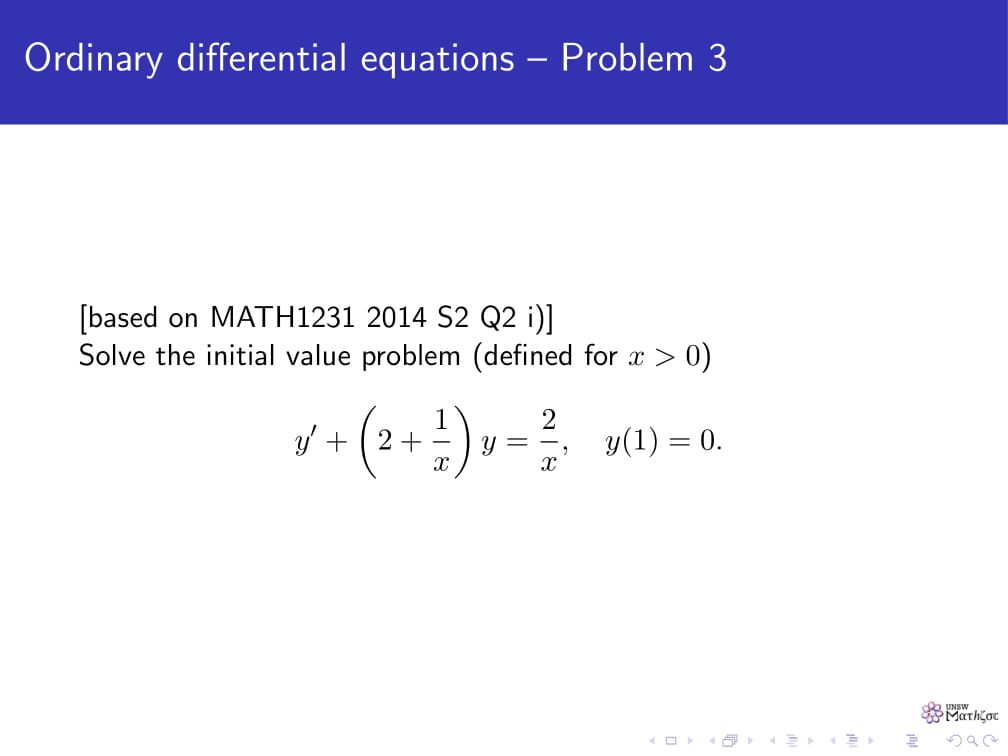 Ordinary differential equations – Problem 3
[based on MATH1231 2014 S2 Q2 i)]
Solve the initial value problem (defined for x > 0)
y′ + (2 + 1/x) y = 2/x, y(1) = 0.
UNSW
Mατhζσc